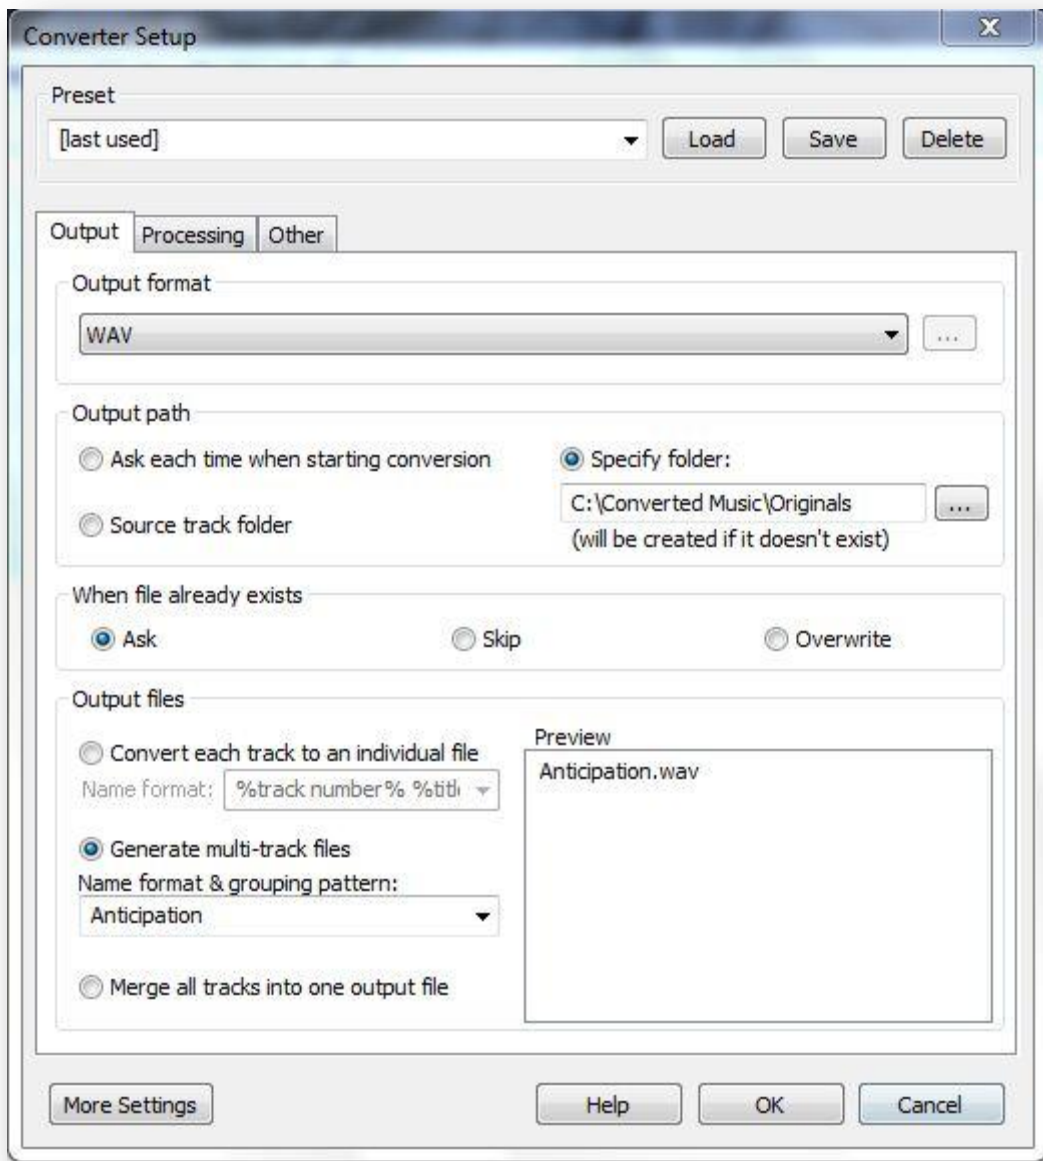 Converter Setup
Preset
[last used]
Load
Save
Delete
Output
Processing
Other
Output format
WAV
...
Output path
Ask each time when starting conversion
Specify folder:
C:\Converted Music\Originals
...
Source track folder
(will be created if it doesn't exist)
When file already exists
Ask
Skip
Overwrite
Output files
Convert each track to an individual file
Name format: %track number% %titl
Generate multi-track files
Name format & grouping pattern:
Anticipation
Merge all tracks into one output file
Preview
Anticipation.wav
More Settings
Help
OK
Cancel